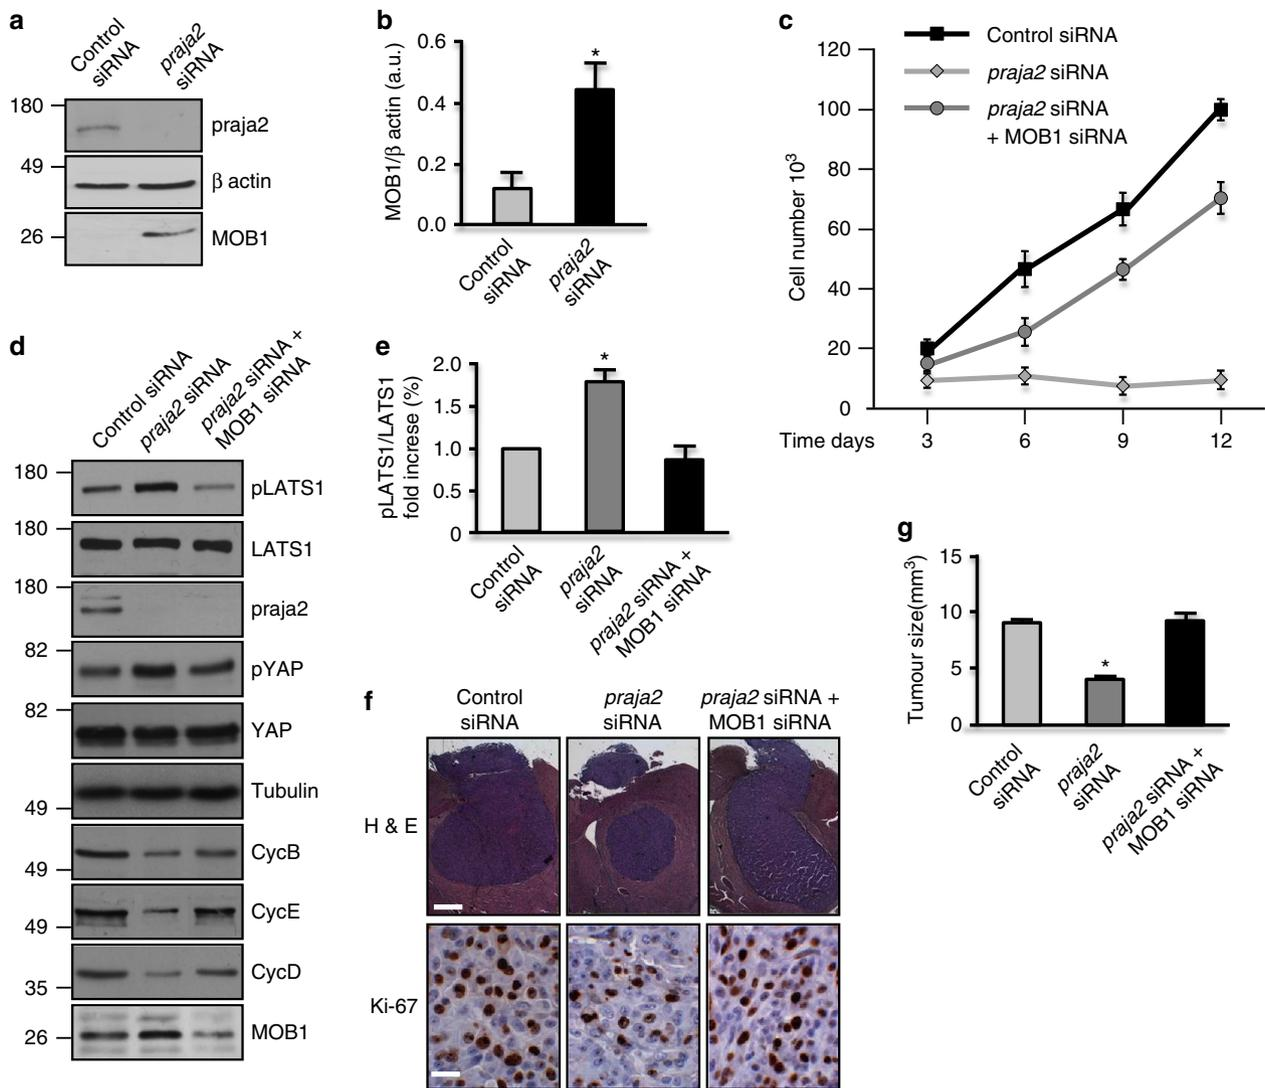 a
Control
siRNA
praja2
siRNA
180
praja2
49
β actin
26
MOB1
b
MOB1/β actin (a.u.)
0.6
0.4
0.2
0.0
*
Control
siRNA
praja2
siRNA
c
Control siRNA
praja2 siRNA
praja2 siRNA
+ MOB1 siRNA
Cell number 10³
120
100
80
60
40
20
0
Time days
3
6
9
12
d
Control siRNA
praja2 siRNA
praja2 siRNA +
MOB1 siRNA
180
pLATS1
180
LATS1
180
praja2
82
pYAP
82
YAP
Tubulin
49
CycB
49
CycE
49
CycD
35
MOB1
26
e
pLATS1/LATS1
fold increse (%)
2.0
1.5
1.0
0.5
0
*
Control
siRNA
praja2
siRNA
praja2 siRNA +
MOB1 siRNA
f
Control
siRNA
praja2
siRNA
praja2 siRNA +
MOB1 siRNA
H & E
Ki-67
g
Tumour size(mm³)
15
10
5
0
*
Control
siRNA
praja2
siRNA
praja2 siRNA +
MOB1 siRNA